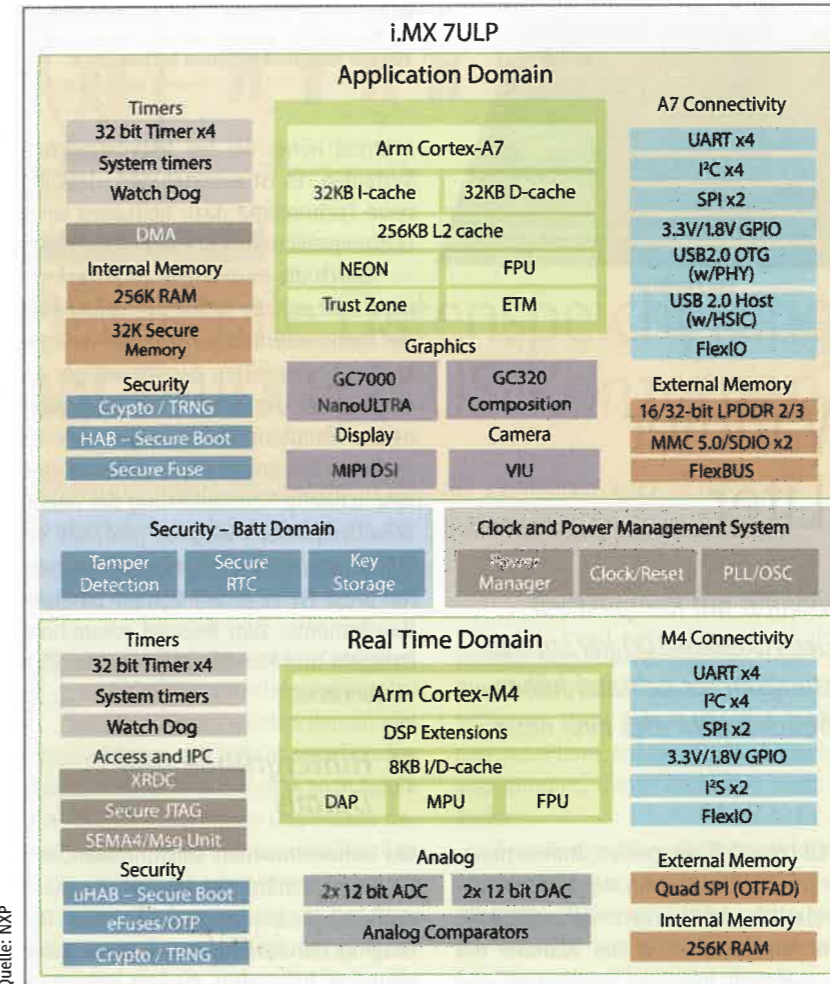 i.MX 7ULP
Application Domain
Timers
32 bit Timer x4
System timers
Watch Dog
DMA
Internal Memory
256K RAM
32K Secure
Memory
Security
Crypto / TRNG
HAB – Secure Boot
Secure Fuse
Arm Cortex-A7
32KB I-cache
32KB D-cache
256KB L2 cache
NEON
FPU
Trust Zone
ETM
Graphics
GC7000
NanoULTRA
GC320
Composition
Display
Camera
MIPI DSI
VIU
A7 Connectivity
UART x4
I²C x4
SPI x2
3.3V/1.8V GPIO
USB2.0 OTG
(w/PHY)
USB 2.0 Host
(w/HSIC)
FlexIO
External Memory
16/32-bit LPDDR 2/3
MMC 5.0/SDIO x2
FlexBUS
Security – Batt Domain
Tamper
Detection
Secure
RTC
Key
Storage
Clock and Power Management System
Power
Manager
Clock/Reset
PLL/OSC
Real Time Domain
Timers
32 bit Timer x4
System timers
Watch Dog
Access and IPC
XRDC
Secure JTAG
SEMA4/Msg Unit
Security
uHAB – Secure Boot
eFuses/OTP
Crypto / TRNG
Arm Cortex-M4
DSP Extensions
8KB I/D-cache
DAP
MPU
FPU
Analog
2x 12 bit ADC
2x 12 bit DAC
Analog Comparators
M4 Connectivity
UART x4
I²C x4
SPI x2
3.3V/1.8V GPIO
I²S x2
FlexIO
External Memory
Quad SPI (OTFAD)
Internal Memory
256K RAM
Quelle: NXP